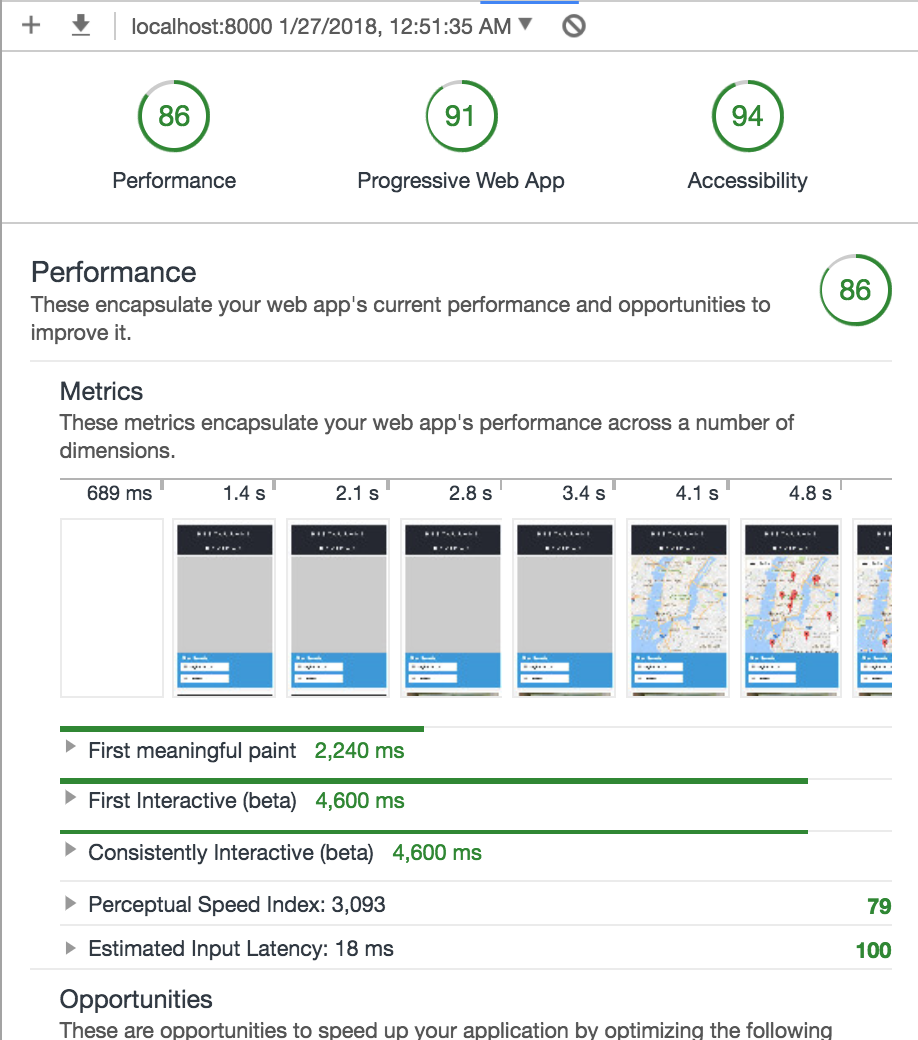 localhost:8000 1/27/2018, 12:51:35 AM
86 91 94
Performance Progressive Web App Accessibility
Performance
86
These encapsulate your web app's current performance and opportunities to
improve it.
Metrics
These metrics encapsulate your web app's performance across a number of
dimensions.
689 ms 1.4 s 2.1 s 2.8 s 3.4 s 4.1 s 4.8 s
First meaningful paint 2,240 ms
First Interactive (beta) 4,600 ms
Consistently Interactive (beta) 4,600 ms
Perceptual Speed Index: 3,093 79
Estimated Input Latency: 18 ms 100
Opportunities
These are opportunities to speed up your application by optimizing the following